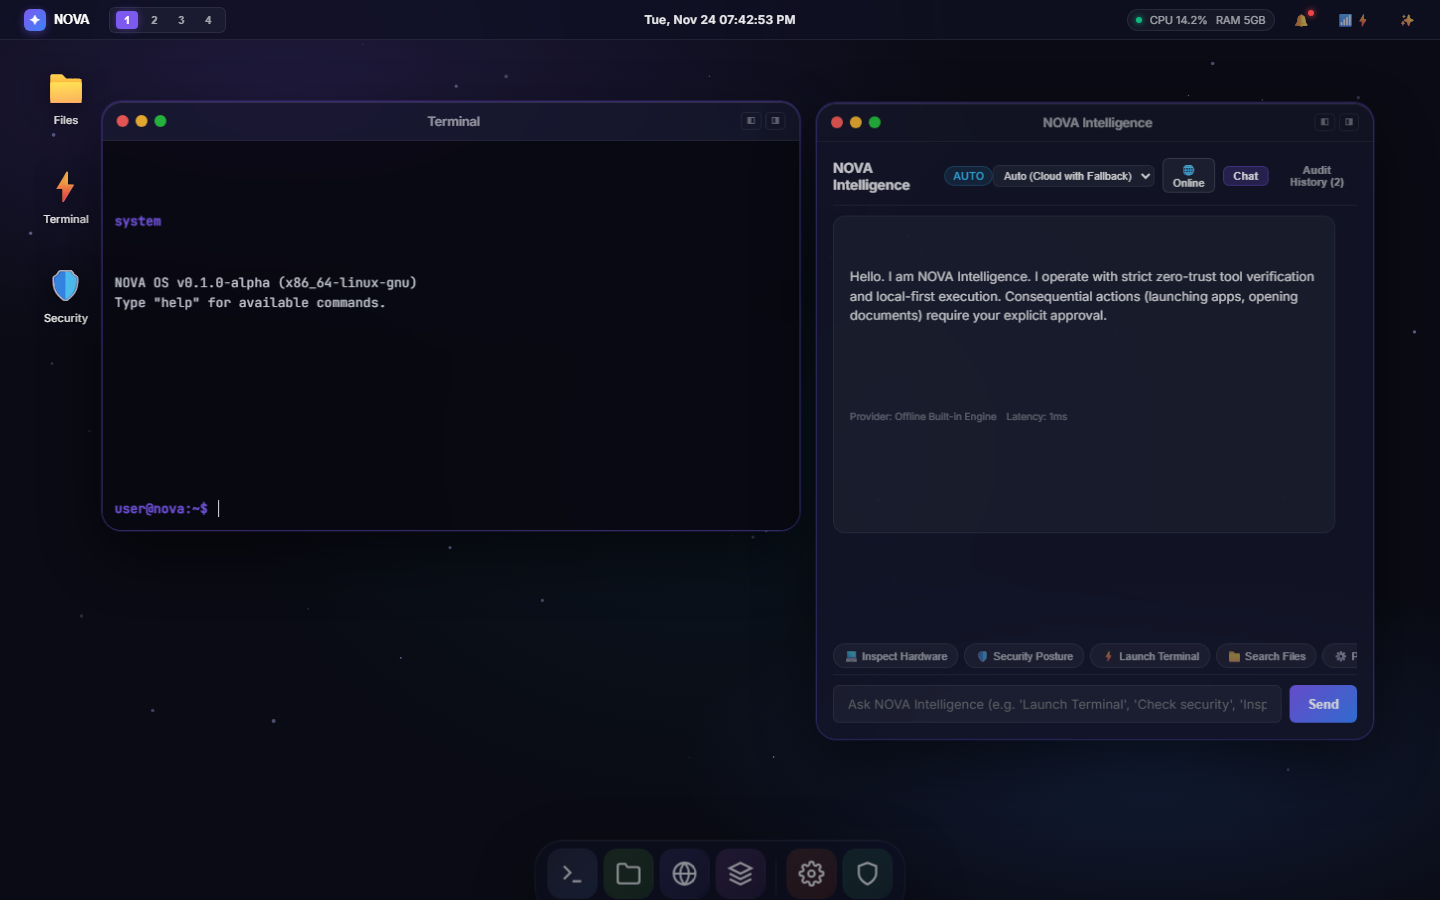 NOVA
1 2 3 4
Tue, Nov 24 07:42:53 PM
CPU 14.2% RAM 5GB
Files
Terminal
Security
Terminal
system
NOVA OS v0.1.0-alpha (x86_64-linux-gnu)
Type "help" for available commands.
user@nova:~$
NOVA Intelligence
NOVA
Intelligence
AUTO
Auto (Cloud with Fallback)
Online
Chat
Audit
History (2)
Hello. I am NOVA Intelligence. I operate with strict zero-trust tool verification
and local-first execution. Consequential actions (launching apps, opening
documents) require your explicit approval.
Provider: Offline Built-in Engine Latency: 1ms
Inspect Hardware
Security Posture
Launch Terminal
Search Files
P
Ask NOVA Intelligence (e.g. 'Launch Terminal', 'Check security', 'Insp
Send